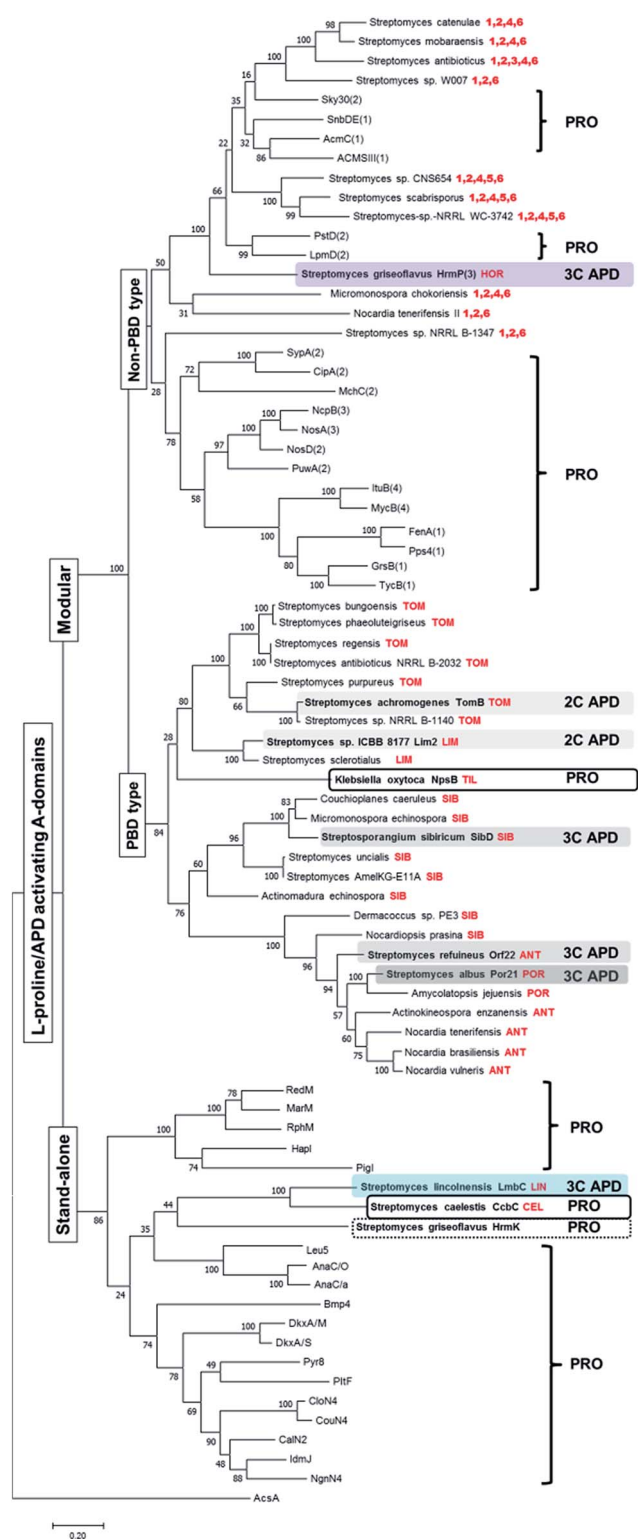 Streptomyces catenulae 1,2,4,6
98
Streptomyces mobaraensis 1,2,4,6
100
Streptomyces antibioticus 1,2,3,4,6
100
Streptomyces sp. W007 1,2,6
16
Sky30(2)
35
SnbDE(1)
PRO
32
AcmC(1)
22
86
ACMSIII(1)
Streptomyces sp. CNS654 1,2,4,5,6
66
100
Streptomyces scabrisporus 1,2,4,5,6
99
Streptomyces-sp.-NRRL WC-3742 1,2,4,5,6
100
PstD(2)
PRO
99
LpmD(2)
50
Streptomyces griseoflavus HrmP(3) HOR 3C APD
Micromonospora chokoriensis 1,2,4,6
31
Nocardia tenerifensis II 1,2,6
Non-PBD type
Streptomyces sp. NRRL B-1347 1,2,6
28
SypA(2)
100
72
CipA(2)
MchC(2)
78
NcpB(3)
100
100
NosA(3)
97
NosD(2)
PuwA(2)
PRO
58
ItuB(4)
100
100
MycB(4)
100
FenA(1)
Pps4(1)
80
GrsB(1)
100
TycB(1)
100
Modular
Streptomyces bungoensis TOM
100
Streptomyces phaeoluteigriseus TOM
100
Streptomyces regensis TOM
100
Streptomyces antibioticus NRRL B-2032 TOM
100
Streptomyces purpureus TOM
66
Streptomyces achromogenes TomB TOM 2C APD
100
Streptomyces sp. NRRL B-1140 TOM
80
Streptomyces sp. ICBB 8177 Lim2 LIM 2C APD
100
Streptomyces sclerotialus LIM
28
Klebsiella oxytoca NpsB TIL PRO
PBD type
84
Couchioplanes caeruleus SIB
83
100
Micromonospora echinospora SIB
96
Streptosporangium sibiricum SibD SIB 3C APD
Streptomyces uncialis SIB
60
100
Streptomyces AmelKG-E11A SIB
Actinomadura echinospora SIB
76
Dermacoccus sp. PE3 SIB
100
Nocardiopsis prasina SIB
96
Streptomyces refuineus Orf22 ANT 3C APD
94
Streptomyces albus Por21 POR 3C APD
100
Amycolatopsis jejuensis POR
57
Actinokineospora enzanensis ANT
60
Nocardia tenerifensis ANT
75
Nocardia brasiliensis ANT
100
Nocardia vulneris ANT
L-proline/APD activating A-domains
RedM
78
100
MarM
100
RphM
PRO
HapI
74
PigI
Stand-alone
86
Streptomyces lincolnensis LmbC LIN 3C APD
100
44
Streptomyces caelestis CcbC CEL PRO
Streptomyces griseoflavus HrmK PRO
35
Leu5
100
AnaC/O
100
AnaC/a
24
Bmp4
74
DkxA/M
100
DkxA/S
78
PRO
Pyr8
49
PltF
69
CloN4
100
CouN4
90
CalN2
48
IdmJ
88
NgnN4
AcsA
0.20